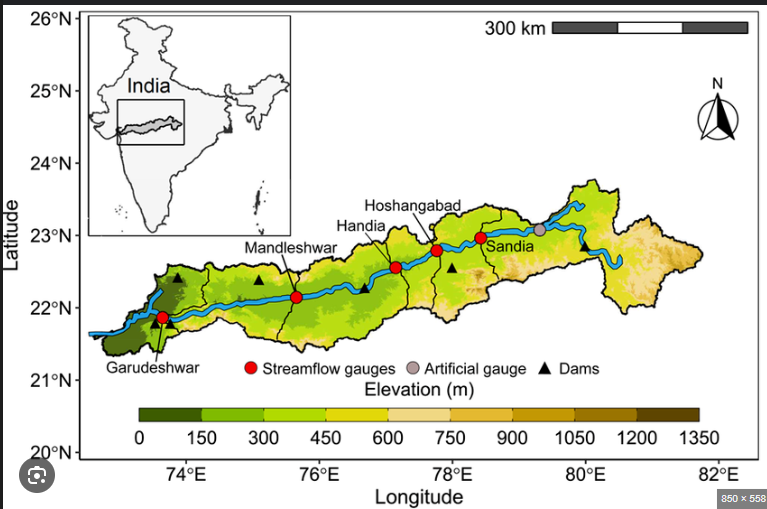 26°N
300 km
India
25°N
N
24°N
Latitude
Hoshangabad
Handia
23°N
Sandia
Mandleshwar
22°N
Garudeshwar
Streamflow gauges
Artificial gauge
Dams
21°N
Elevation (m)
0 150 300 450 600 750 900 1050 1200 1350
20°N
74°E 76°E 78°E 80°E 82°E
Longitude
850 × 558